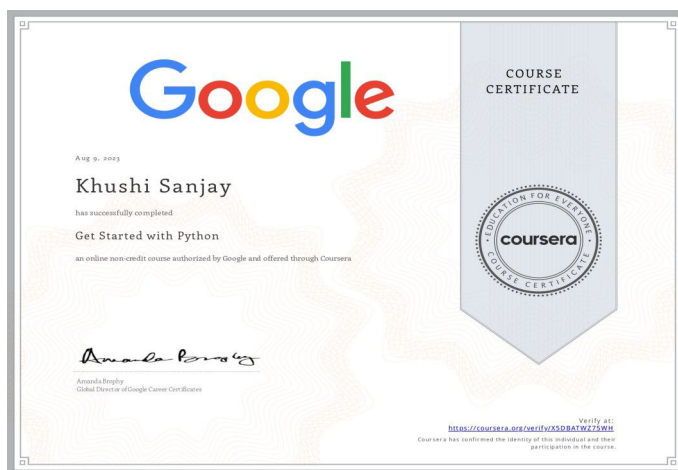 Google
COURSE
CERTIFICATE
Aug 9, 2023
Khushi Sanjay
has successfully completed
Get Started with Python
an online non-credit course authorized by Google and offered through Coursera
EDUCATION FOR EVERYONE
coursera
COURSE CERTIFICATE
Amanda Brophy
Amanda Brophy
Global Director of Google Career Certificates
Verify at:
https://coursera.org/verify/X5DBATWZ75WH
Coursera has confirmed the identity of this individual and their
participation in the course.